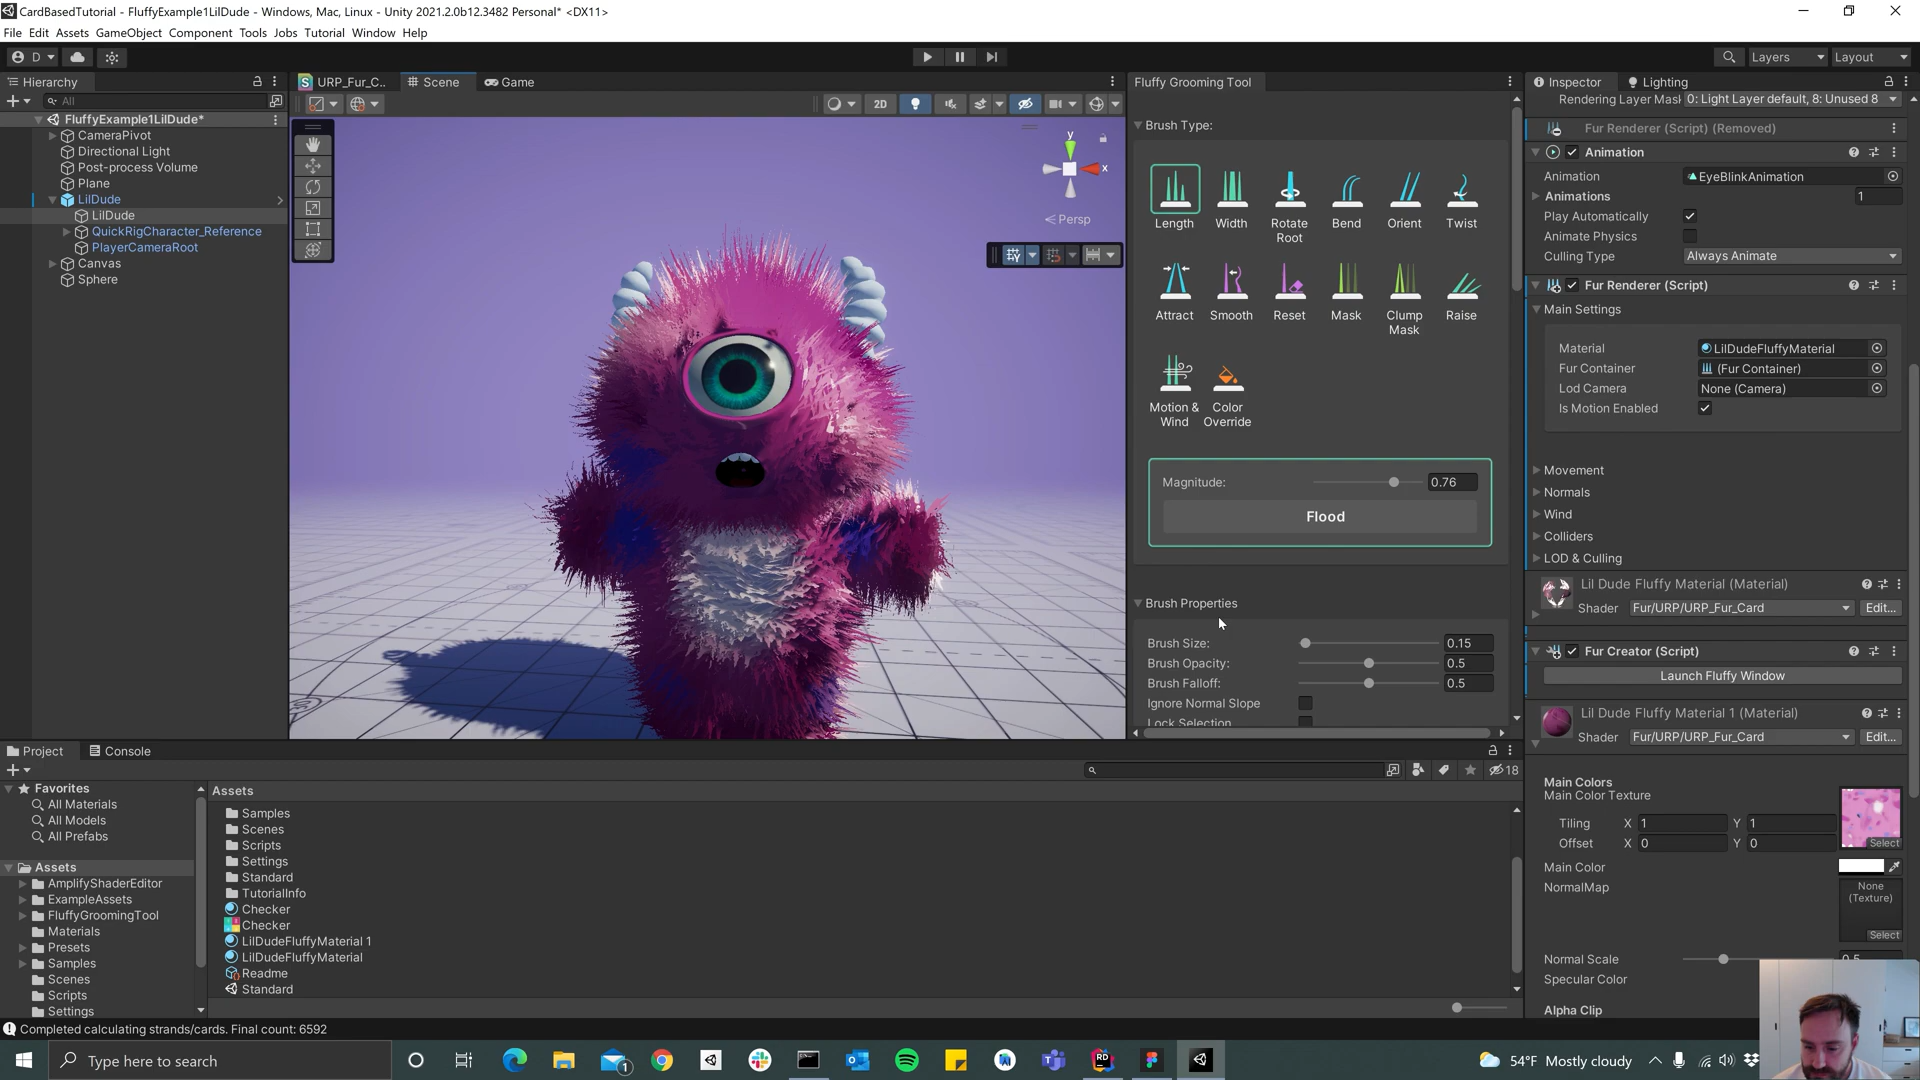 CardBasedTutorial - FluffyExample1LilDude - Windows, Mac, Linux - Unity 2021.2.0b12.3482 Personal* <DX11>
File Edit Assets GameObject Component Tools Jobs Tutorial Window Help
D
Layers
Layout
Hierarchy
All
FluffyExample1LilDude*
CameraPivot
Directional Light
Post-process Volume
Plane
LilDude
LilDude
QuickRigCharacter_Reference
PlayerCameraRoot
Canvas
Sphere
URP_Fur_C...
Scene
Game
2D
y
x
Persp
Fluffy Grooming Tool
Brush Type:
Length
Width
Rotate Root
Bend
Orient
Twist
Attract
Smooth
Reset
Mask
Clump Mask
Raise
Motion & Wind
Color Override
Magnitude: 0.76
Flood
Brush Properties
Brush Size: 0.15
Brush Opacity: 0.5
Brush Falloff: 0.5
Ignore Normal Slope
Lock Selection
Inspector
Lighting
Rendering Layer Mask 0: Light Layer default, 8: Unused 8
Fur Renderer (Script) (Removed)
Animation
Animation EyeBlinkAnimation
Animations 1
Play Automatically
Animate Physics
Culling Type Always Animate
Fur Renderer (Script)
Main Settings
Material LilDudeFluffyMaterial
Fur Container (Fur Container)
Lod Camera None (Camera)
Is Motion Enabled
Movement
Normals
Wind
Colliders
LOD & Culling
Lil Dude Fluffy Material (Material)
Shader Fur/URP/URP_Fur_Card Edit...
Fur Creator (Script)
Launch Fluffy Window
Lil Dude Fluffy Material 1 (Material)
Shader Fur/URP/URP_Fur_Card Edit...
Main Colors
Main Color Texture
Tiling X 1 Y 1
Offset X 0 Y 0
Select
Main Color
NormalMap
None
(Texture)
Select
Normal Scale 0.5
Specular Color
Alpha Clip
Project
Console
18
Favorites
All Materials
All Models
All Prefabs
Assets
AmplifyShaderEditor
ExampleAssets
FluffyGroomingTool
Materials
Presets
Samples
Scenes
Scripts
Settings
Assets
Samples
Scenes
Scripts
Settings
Standard
TutorialInfo
Checker
Checker
LilDudeFluffyMaterial 1
LilDudeFluffyMaterial
Readme
Standard
Completed calculating strands/cards. Final count: 6592
Type here to search
1
RD
54°F Mostly cloudy